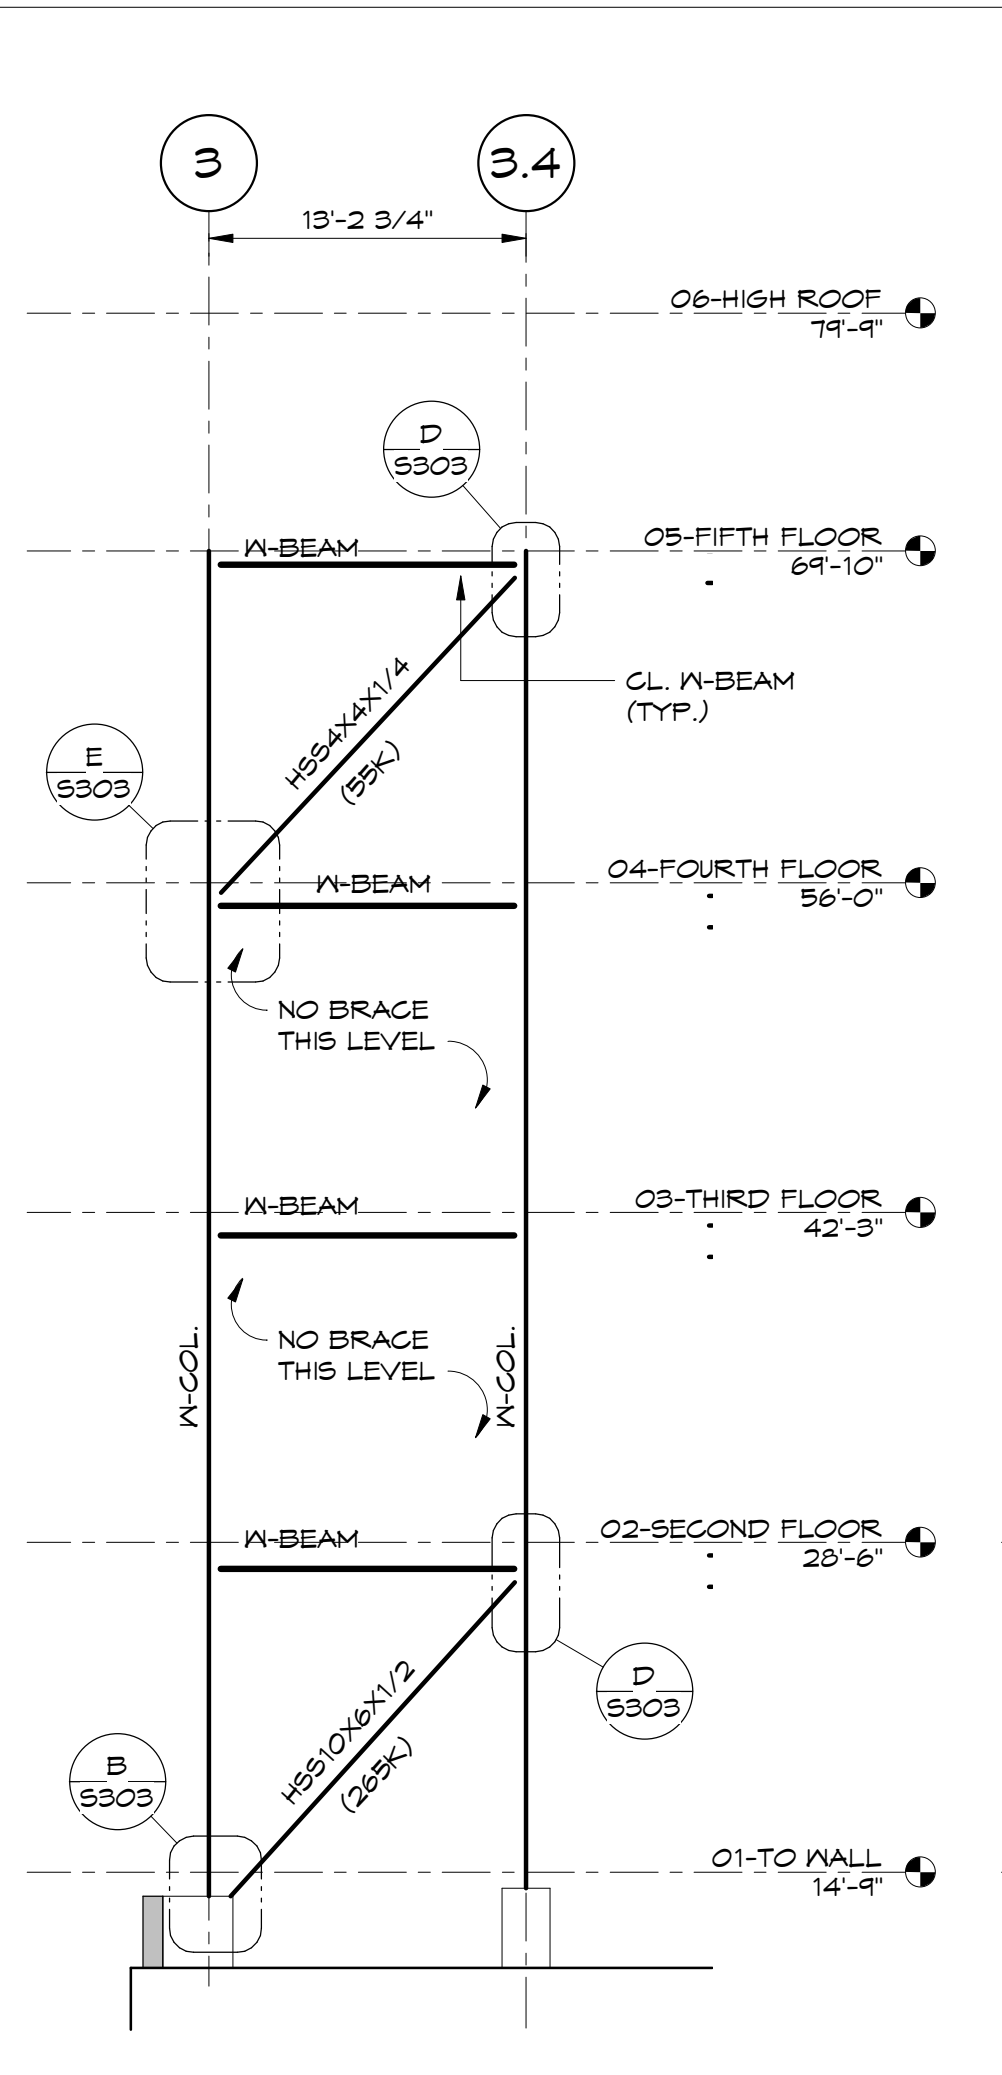 3
3.4
13'-2 3/4"
06-HIGH ROOF
79'-9"
D
S303
W-BEAM
05-FIFTH FLOOR
69'-10"
CL. W-BEAM
(TYP.)
HSS4X4X1/4
(55K)
E
S303
W-BEAM
04-FOURTH FLOOR
56'-0"
NO BRACE
THIS LEVEL
W-BEAM
03-THIRD FLOOR
42'-3"
NO BRACE
THIS LEVEL
W-COL.
W-COL.
W-BEAM
02-SECOND FLOOR
28'-6"
D
S303
HSS10X6X1/2
(265K)
B
S303
01-TO WALL
14'-9"